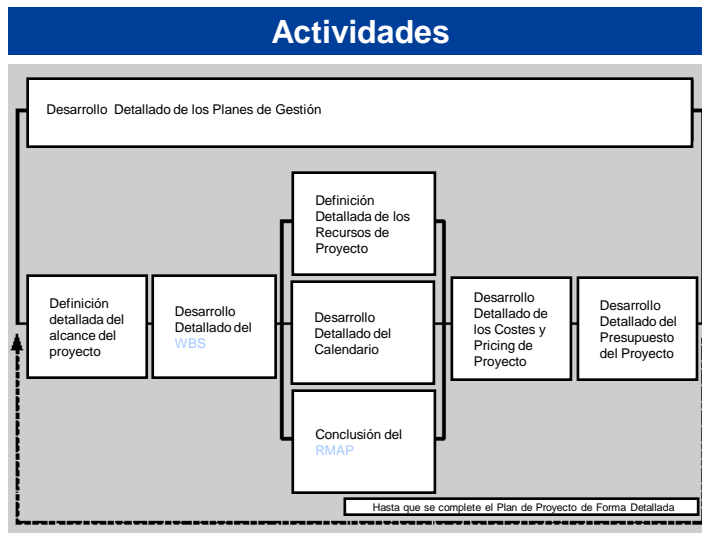 Actividades
Desarrollo Detallado de los Planes de Gestión
Definición
Detallada de los
Recursos de
Proyecto
Definición
detallada del
alcance del
proyecto
Desarrollo
Detallado del
WBS
Desarrollo
Detallado del
Calendario
Desarrollo
Detallado de
los Costes y
Pricing de
Proyecto
Desarrollo
Detallado del
Presupuesto
del Proyecto
Conclusión del
RMAP
Hasta que se complete el Plan de Proyecto de Forma Detallada